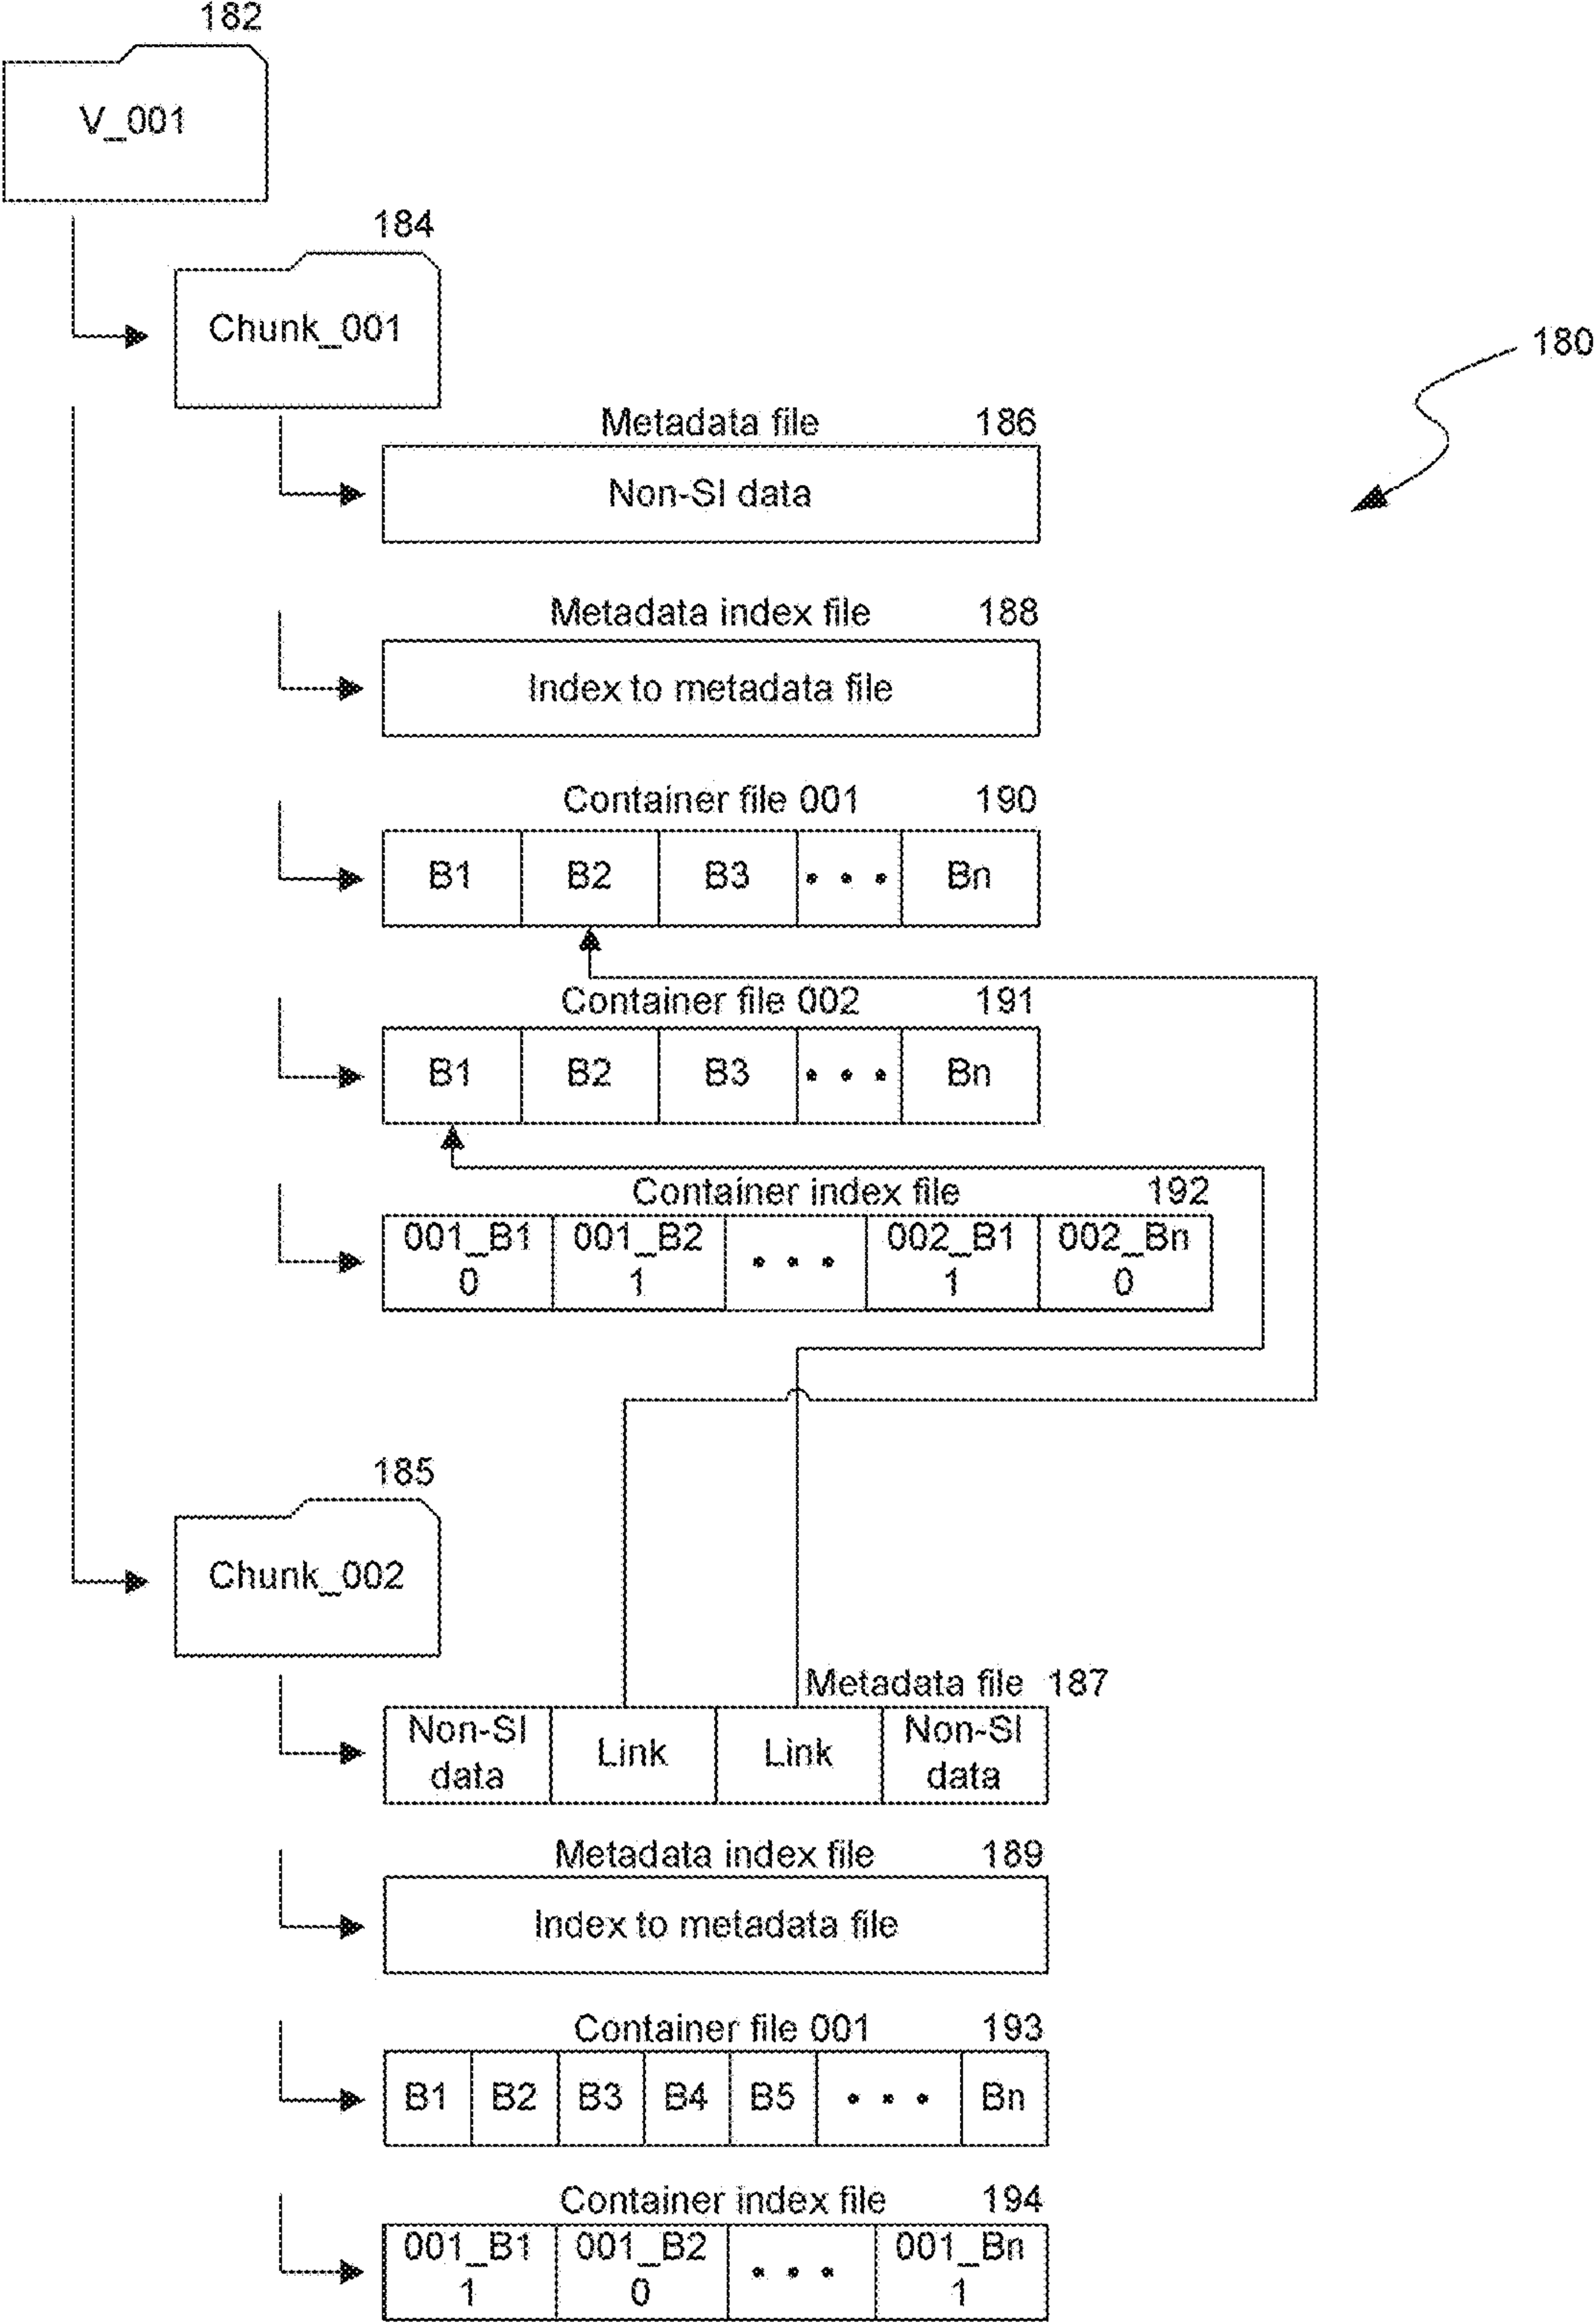 182
V_001
184
Chunk_001
180
Metadata file 186
Non-SI data
Metadata index file 188
Index to metadata file
Container file 001 190
B1 B2 B3 • • • Bn
Container file 002 191
B1 B2 B3 • • • Bn
Container index file 192
001_B1 001_B2 • • • 002_B1 002_Bn
0 1 1 0
185
Chunk_002
Metadada file 187
Non-SI data Link Link Non-SI data
Metadada index file 189
Index to metadata file
Container file 001 193
B1 B2 B3 B4 B5 • • • Bn
Container index file 194
001_B1 001_B2 • • • 001_Bn
1 0 1